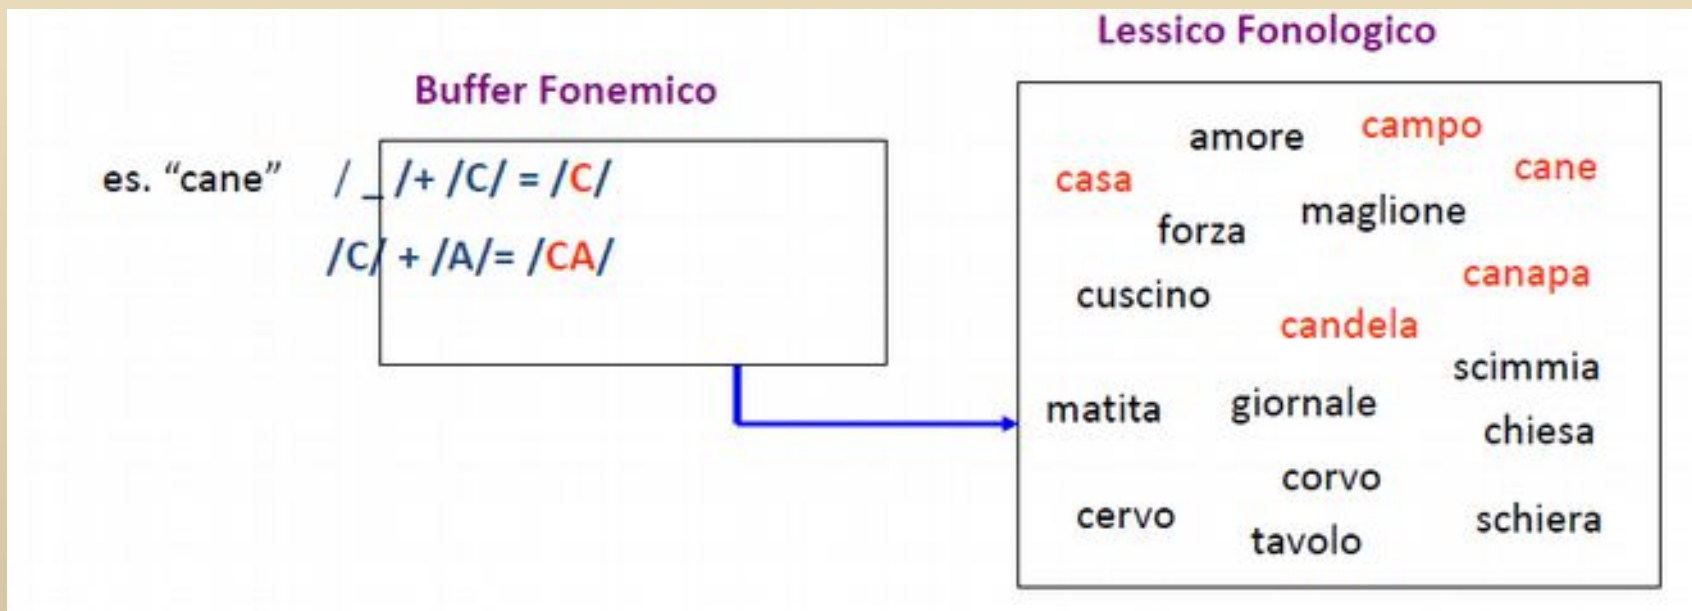 Lessico Fonologico
Buffer Fonemico
es. “cane” / _ /+ /C/ = /C/
/C/ + /A/= /CA/
amore campo
casa cane
forza maglione
cuscino canapa
candela
scimmia
matita giornale
chiesa
corvo
cervo schiera
tavolo